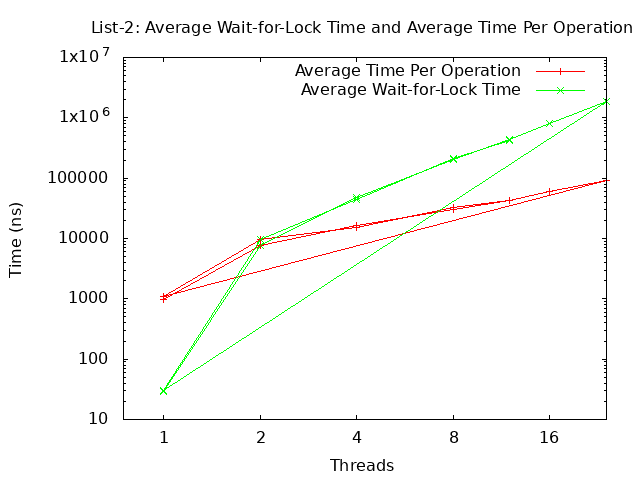 List-2: Average Wait-for-Lock Time and Average Time Per Operation
Average Time Per Operation
Average Wait-for-Lock Time
Time (ns)
1x10^7
1x10^6
100000
10000
1000
100
10
1 2 4 8 16
Threads